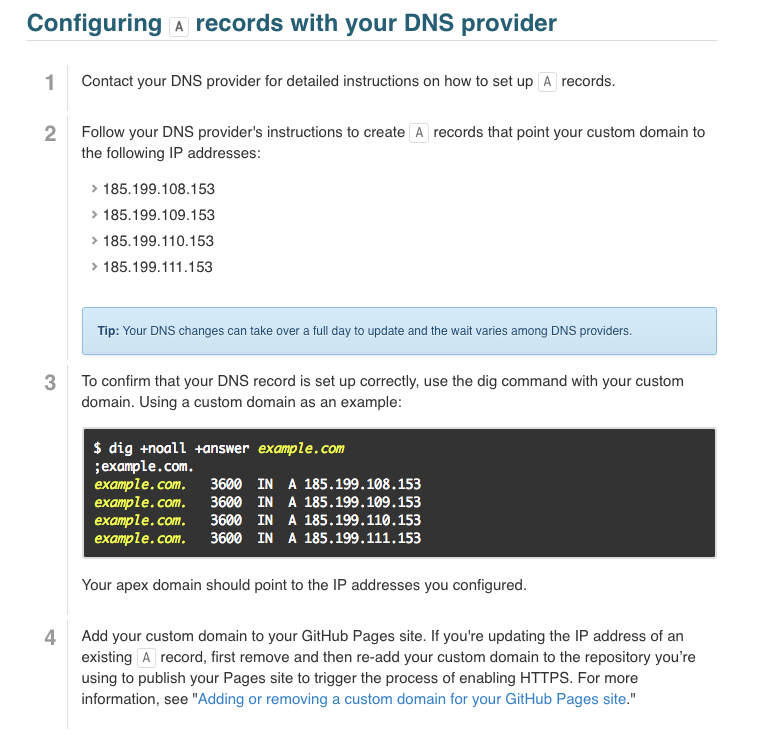 Configuring A records with your DNS provider
1 Contact your DNS provider for detailed instructions on how to set up A records.
2 Follow your DNS provider's instructions to create A records that point your custom domain to
the following IP addresses:
> 185.199.108.153
> 185.199.109.153
> 185.199.110.153
> 185.199.111.153
Tip: Your DNS changes can take over a full day to update and the wait varies among DNS providers.
3 To confirm that your DNS record is set up correctly, use the dig command with your custom
domain. Using a custom domain as an example:
$ dig +noall +answer example.com
;example.com.
example.com. 3600 IN A 185.199.108.153
example.com. 3600 IN A 185.199.109.153
example.com. 3600 IN A 185.199.110.153
example.com. 3600 IN A 185.199.111.153
Your apex domain should point to the IP addresses you configured.
4 Add your custom domain to your GitHub Pages site. If you're updating the IP address of an
existing A record, first remove and then re-add your custom domain to the repository you’re
using to publish your Pages site to trigger the process of enabling HTTPS. For more
information, see "Adding or removing a custom domain for your GitHub Pages site."